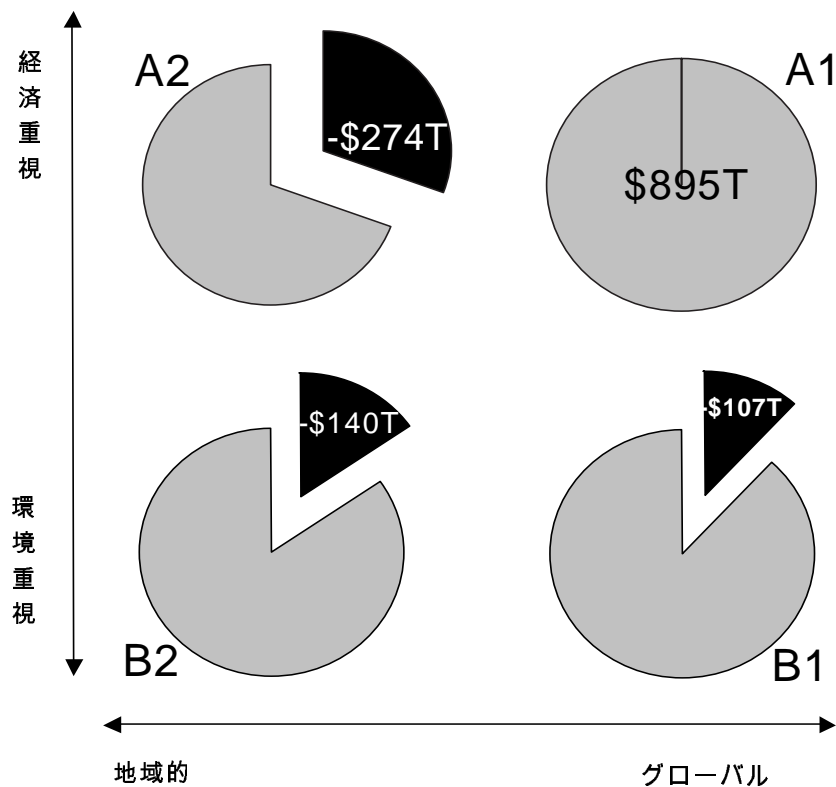 経済重視
A2
-$274T
A1
$895T
環境重視
-$140T
-$107T
B2
B1
地域的
グローバル